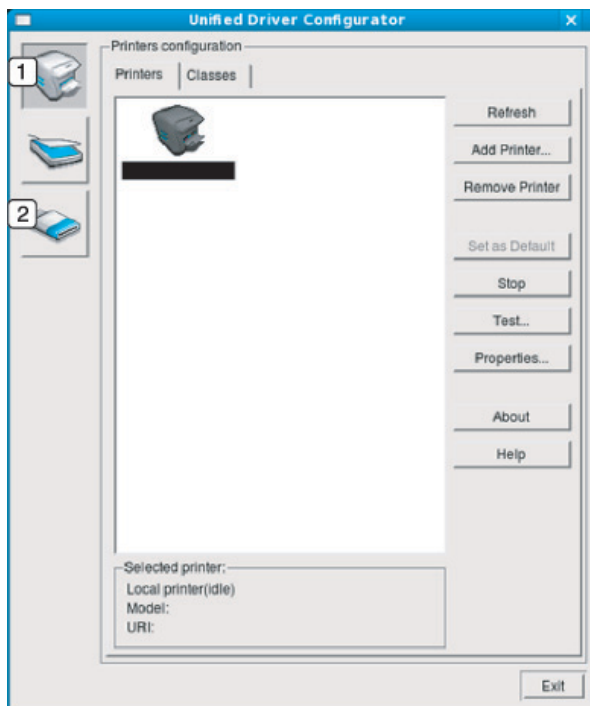 Unified Driver Configurator
1
2
Printers configuration
Printers
Classes
Refresh
Add Printer...
Remove Printer
Set as Default
Stop
Test...
Properties...
About
Help
Selected printer:
Local printer(idle)
Model:
URI:
Exit